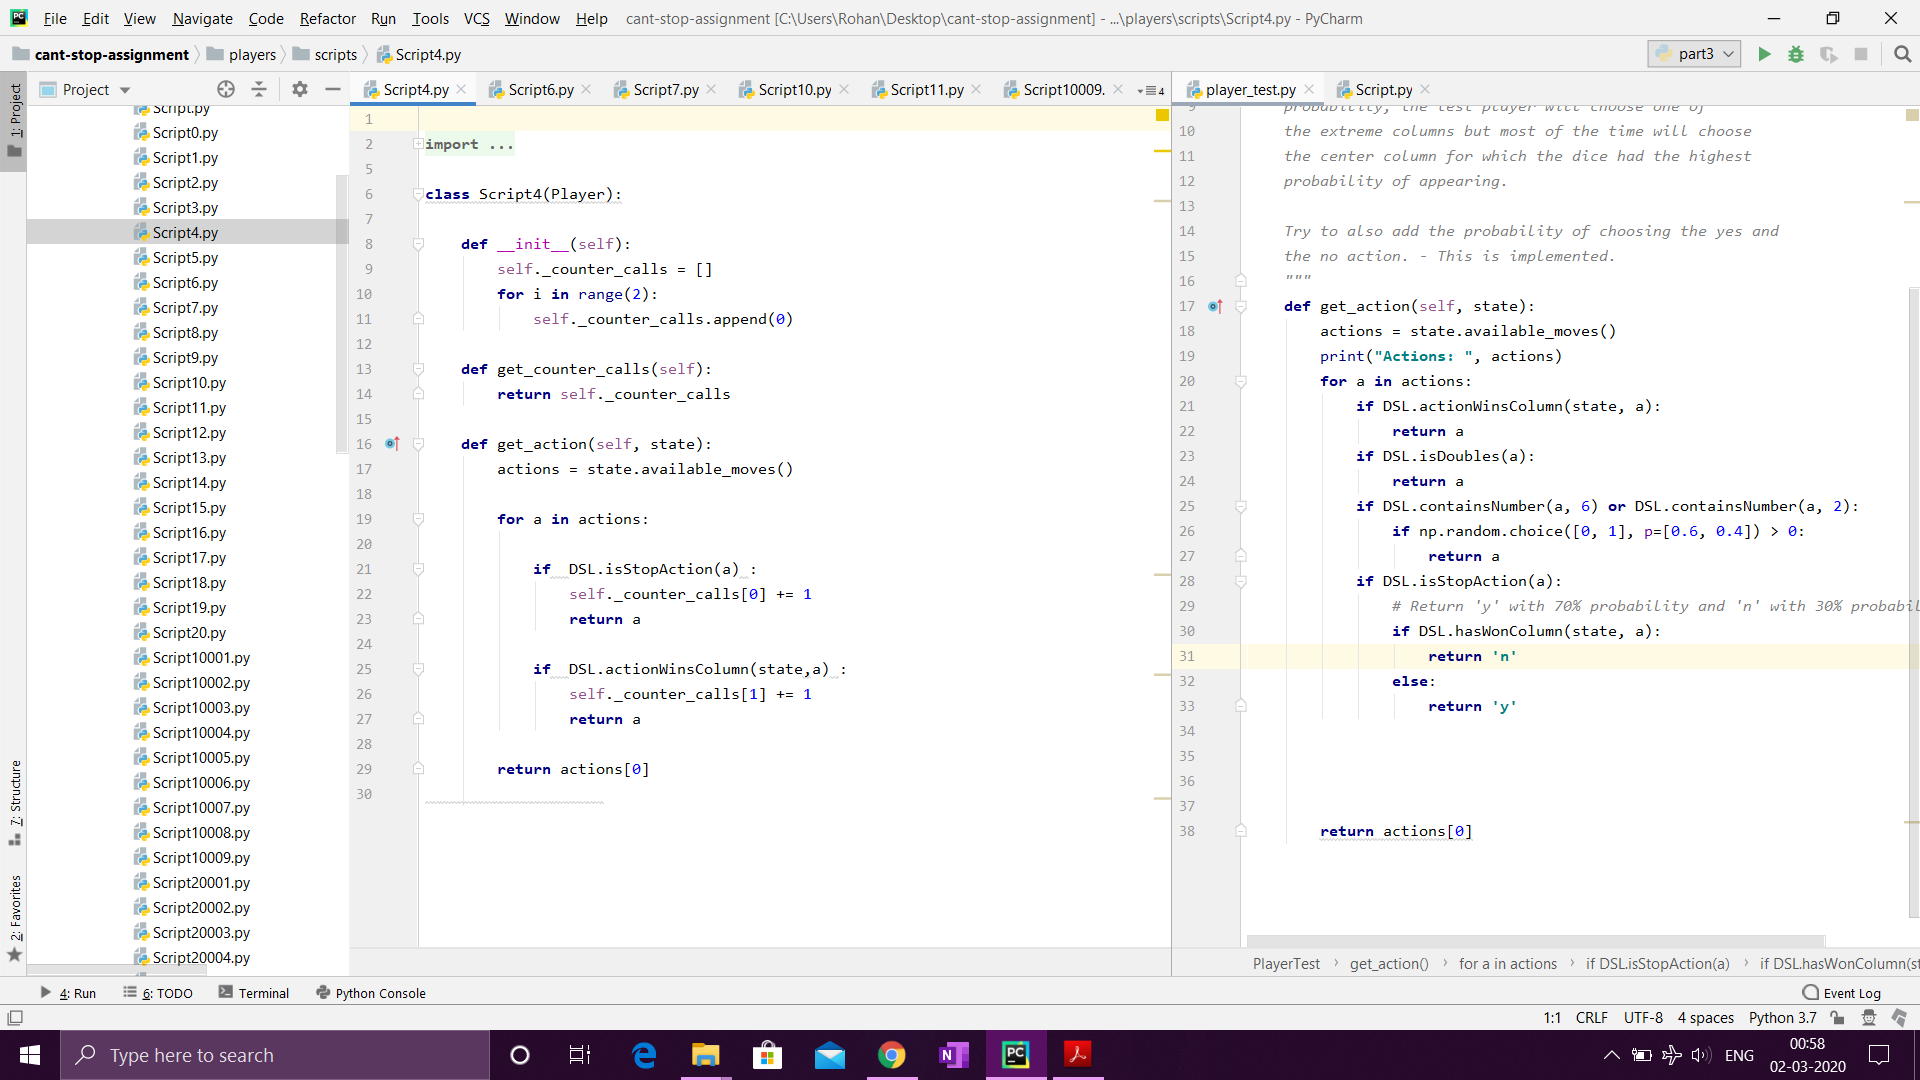 File Edit View Navigate Code Refactor Run Tools VCS Window Help cant-stop-assignment [C:\Users\Rohan\Desktop\cant-stop-assignment] - ...\players\scripts\Script4.py - PyCharm
cant-stop-assignment players scripts Script4.py part3
Project
Script4.py Script6.py Script7.py Script10.py Script11.py Script10009. 4
player_test.py Script.py
1: Project
7: Structure
2: Favorites
Script.py
Script0.py
Script1.py
Script2.py
Script3.py
Script4.py
Script5.py
Script6.py
Script7.py
Script8.py
Script9.py
Script10.py
Script11.py
Script12.py
Script13.py
Script14.py
Script15.py
Script16.py
Script17.py
Script18.py
Script19.py
Script20.py
Script10001.py
Script10002.py
Script10003.py
Script10004.py
Script10005.py
Script10006.py
Script10007.py
Script10008.py
Script10009.py
Script20001.py
Script20002.py
Script20003.py
Script20004.py
1
2 import ...
5
6 class Script4(Player):
7
8 def __init__(self):
9 self._counter_calls = []
10 for i in range(2):
11 self._counter_calls.append(0)
12
13 def get_counter_calls(self):
14 return self._counter_calls
15
16 def get_action(self, state):
17 actions = state.available_moves()
18
19 for a in actions:
20
21 if DSL.isStopAction(a) :
22 self._counter_calls[0] += 1
23 return a
24
25 if DSL.actionWinsColumn(state,a) :
26 self._counter_calls[1] += 1
27 return a
28
29 return actions[0]
30
9 probability, the test player will choose one of
10 the extreme columns but most of the time will choose
11 the center column for which the dice had the highest
12 probability of appearing.
13
14 Try to also add the probability of choosing the yes and
15 the no action. - This is implemented.
16 """
17 def get_action(self, state):
18 actions = state.available_moves()
19 print("Actions: ", actions)
20 for a in actions:
21 if DSL.actionWinsColumn(state, a):
22 return a
23 if DSL.isDoubles(a):
24 return a
25 if DSL.containsNumber(a, 6) or DSL.containsNumber(a, 2):
26 if np.random.choice([0, 1], p=[0.6, 0.4]) > 0:
27 return a
28 if DSL.isStopAction(a):
29 # Return 'y' with 70% probability and 'n' with 30% probabil
30 if DSL.hasWonColumn(state, a):
31 return 'n'
32 else:
33 return 'y'
34
35
36
37
38 return actions[0]
PlayerTest get_action() for a in actions if DSL.isStopAction(a) if DSL.hasWonColumn(st
4: Run 6: TODO Terminal Python Console Event Log
1:1 CRLF UTF-8 4 spaces Python 3.7
Type here to search
ENG
00:58
02-03-2020